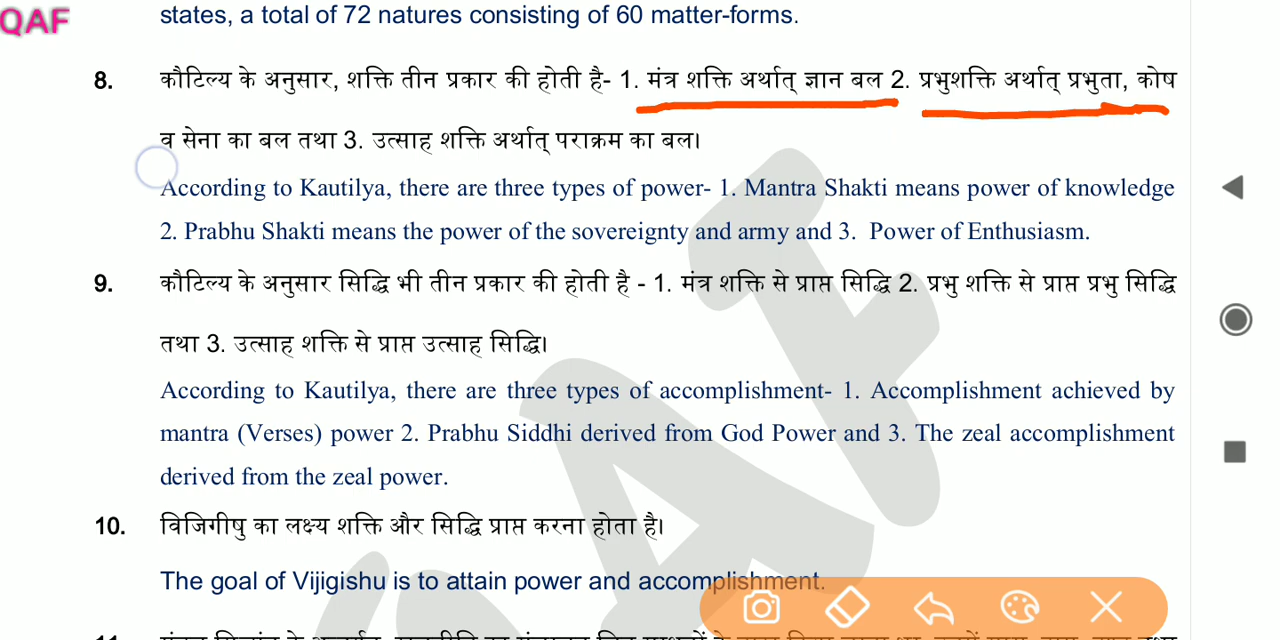 QAF
states, a total of 72 natures consisting of 60 matter-forms.
8. कौटिल्य के अनुसार, शक्ति तीन प्रकार की होती है- 1. मंत्र शक्ति अर्थात् ज्ञान बल 2. प्रभुशक्ति अर्थात् प्रभुता, कोष
व सेना का बल तथा 3. उत्साह शक्ति अर्थात् पराक्रम का बल।
According to Kautilya, there are three types of power- 1. Mantra Shakti means power of knowledge
2. Prabhu Shakti means the power of the sovereignty and army and 3. Power of Enthusiasm.
9. कौटिल्य के अनुसार सिद्धि भी तीन प्रकार की होती है - 1. मंत्र शक्ति से प्राप्त सिद्धि 2. प्रभु शक्ति से प्राप्त प्रभु सिद्धि
तथा 3. उत्साह शक्ति से प्राप्त उत्साह सिद्धि।
According to Kautilya, there are three types of accomplishment- 1. Accomplishment achieved by
mantra (Verses) power 2. Prabhu Siddhi derived from God Power and 3. The zeal accomplishment
derived from the zeal power.
10. विजिगीषु का लक्ष्य शक्ति और सिद्धि प्राप्त करना होता है।
The goal of Vijigishu is to attain power and accomplishment.